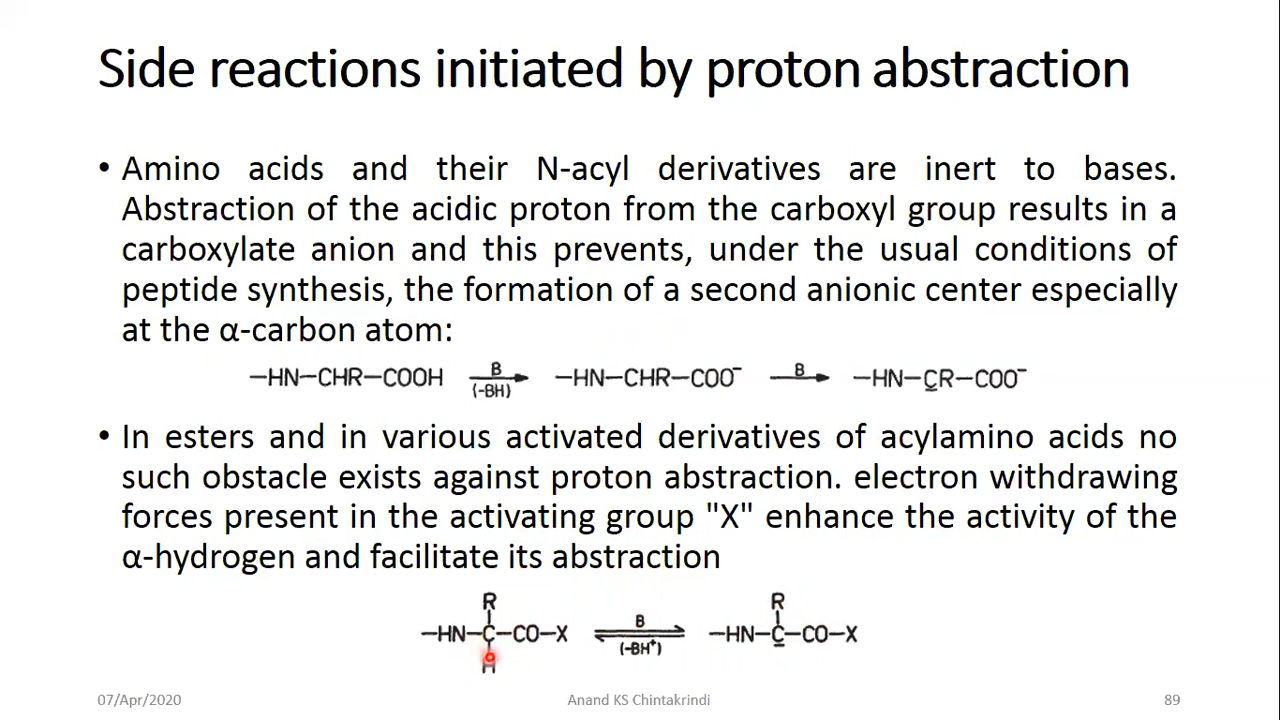 Side reactions initiated by proton abstraction
• Amino acids and their N-acyl derivatives are inert to bases.
Abstraction of the acidic proton from the carboxyl group results in a
carboxylate anion and this prevents, under the usual conditions of
peptide synthesis, the formation of a second anionic center especially
at the α-carbon atom:
—HN—CHR—COOH B (-BH) —HN—CHR—COO⁻ B —HN—CR—COO⁻
• In esters and in various activated derivatives of acylamino acids no
such obstacle exists against proton abstraction. electron withdrawing
forces present in the activating group "X" enhance the activity of the
α-hydrogen and facilitate its abstraction
R R
—HN—C—CO—X B (-BH⁺) —HN—C—CO—X
H
07/Apr/2020 Anand KS Chintakrindi 89